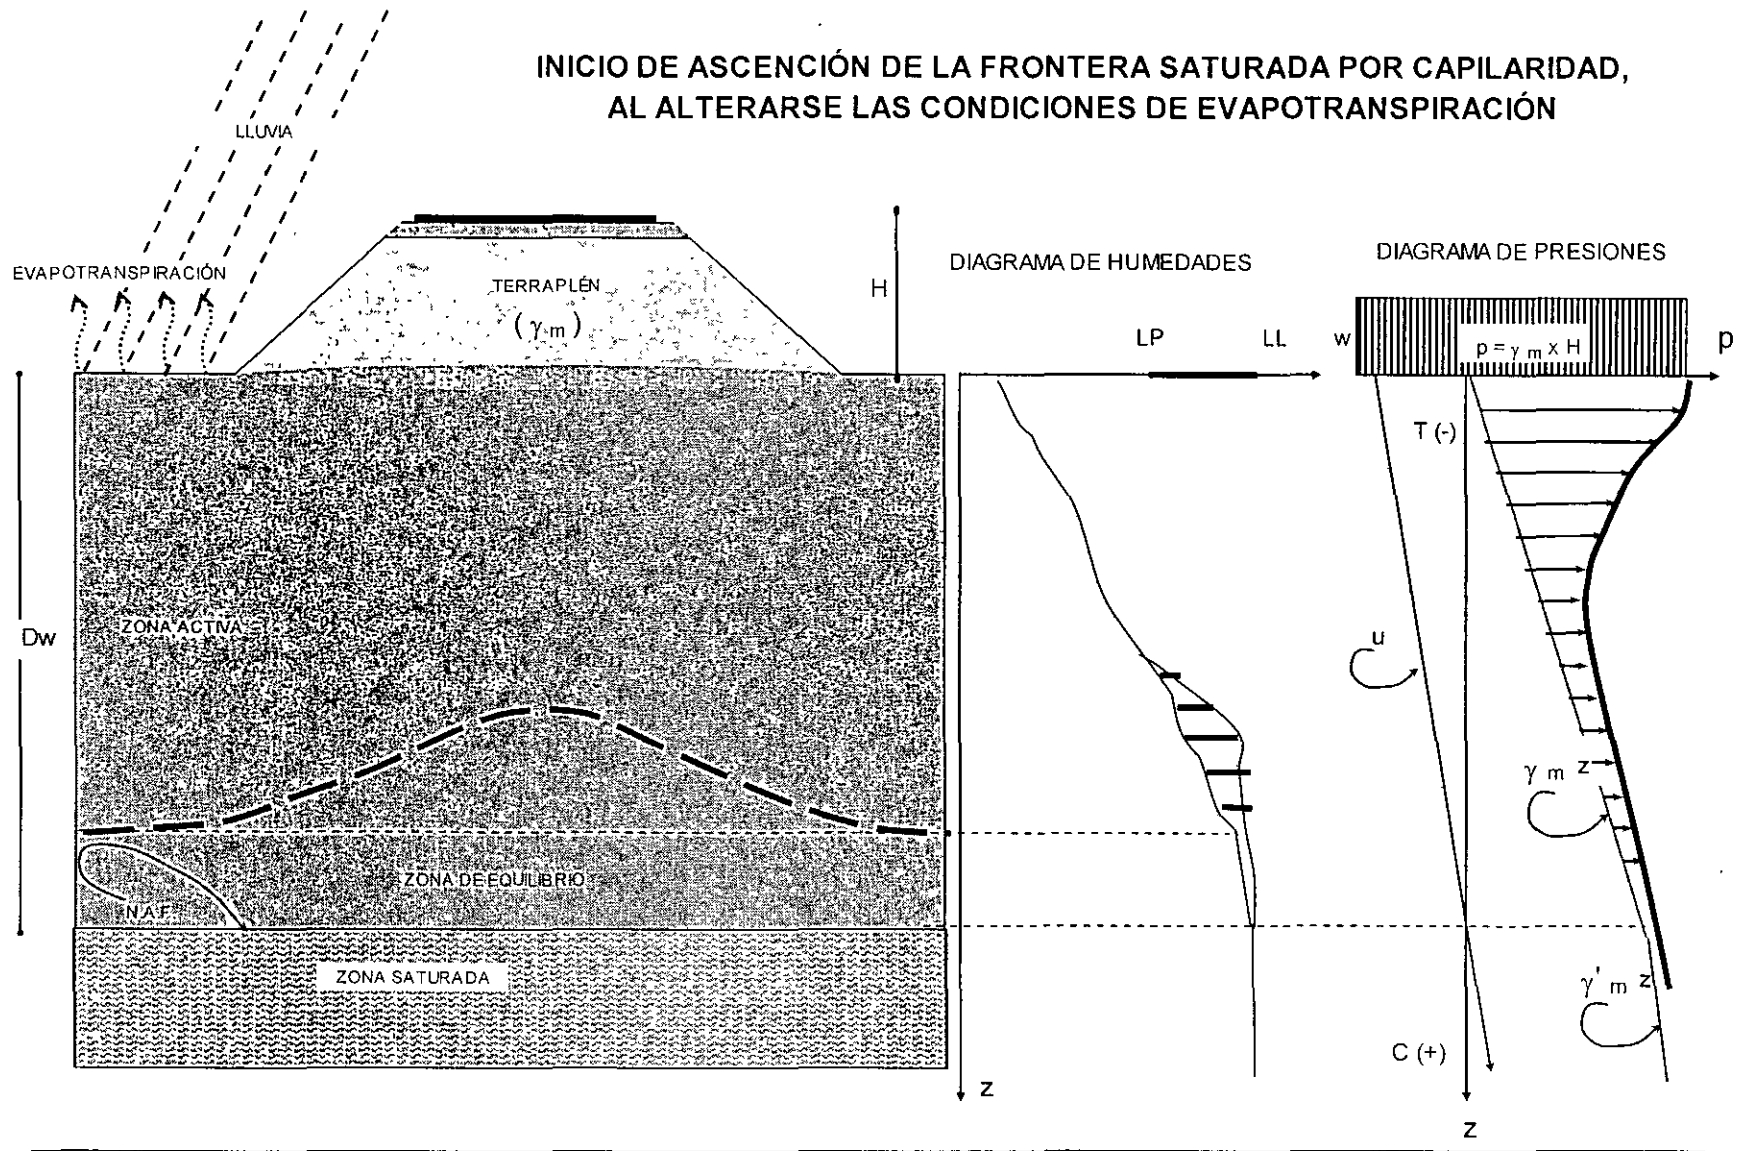 INICIO DE ASCENCIÓN DE LA FRONTERA SATURADA POR CAPILARIDAD,
AL ALTERARSE LAS CONDICIONES DE EVAPOTRANSPIRACIÓN
LLUVIA
EVAPOTRANSPIRACIÓN
TERRAPLÉN
(γm)
H
DIAGRAMA DE HUMEDADES
LP
LL
w
DIAGRAMA DE PRESIONES
p = γm x H
p
T (-)
Dw
ZONA ACTIVA
u
γm z
ZONA DE EQUILIBRIO
N.A.F.
ZONA SATURADA
γ'm z
C (+)
z
z